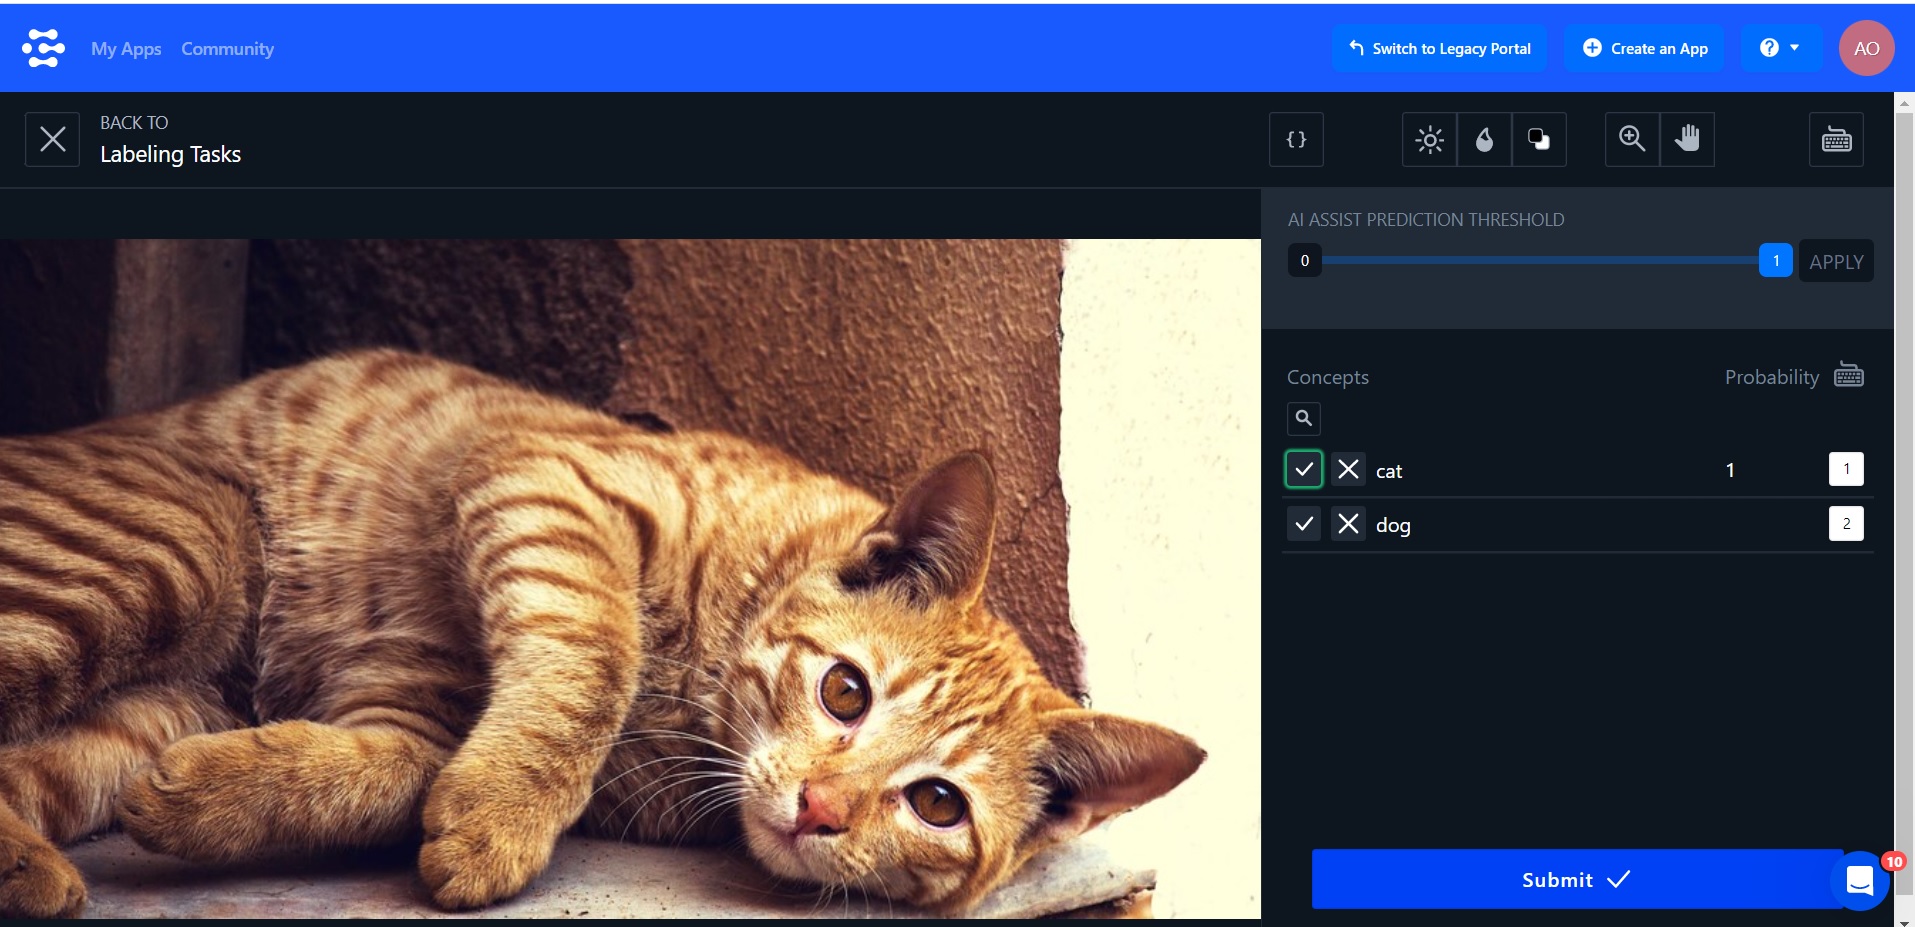 My Apps Community Switch to Legacy Portal Create an App ? AO
BACK TO
Labeling Tasks
{ }
AI ASSIST PREDICTION THRESHOLD
0 1 APPLY
Concepts Probability
cat 1 1
dog 2
Submit
10